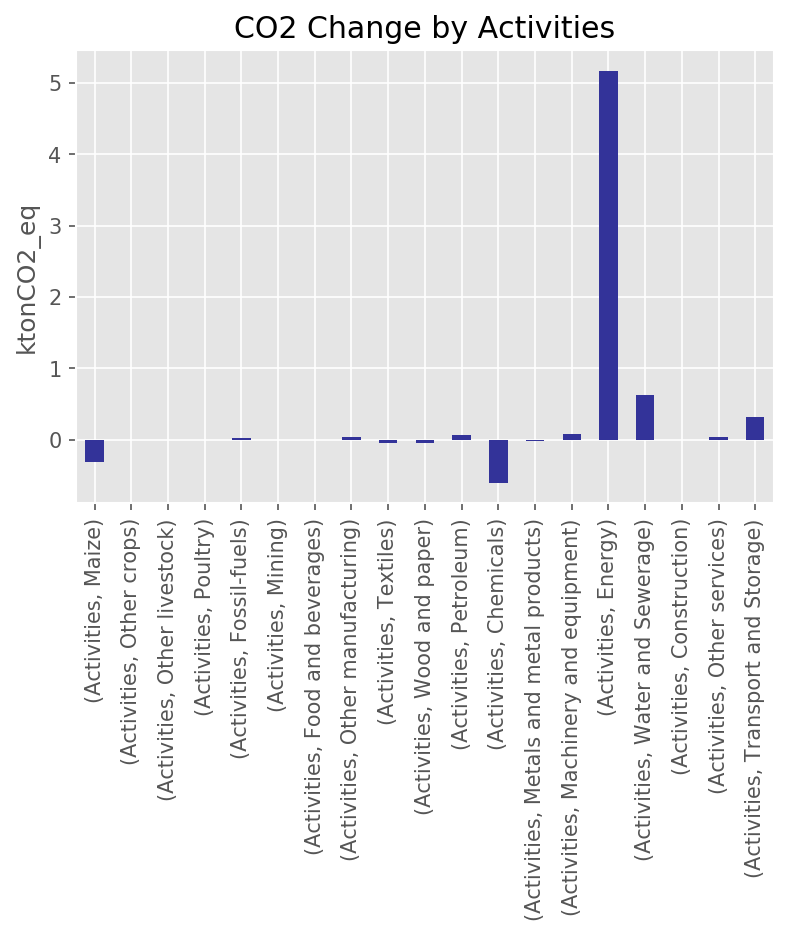 CO2 Change by Activities
ktonCO2_eq
5
4
3
2
1
0
(Activities, Maize)
(Activities, Other crops)
(Activities, Other livestock)
(Activities, Poultry)
(Activities, Fossil-fuels)
(Activities, Mining)
(Activities, Food and beverages)
(Activities, Other manufacturing)
(Activities, Textiles)
(Activities, Wood and paper)
(Activities, Petroleum)
(Activities, Chemicals)
(Activities, Metals and metal products)
(Activities, Machinery and equipment)
(Activities, Energy)
(Activities, Water and Sewerage)
(Activities, Construction)
(Activities, Other services)
(Activities, Transport and Storage)